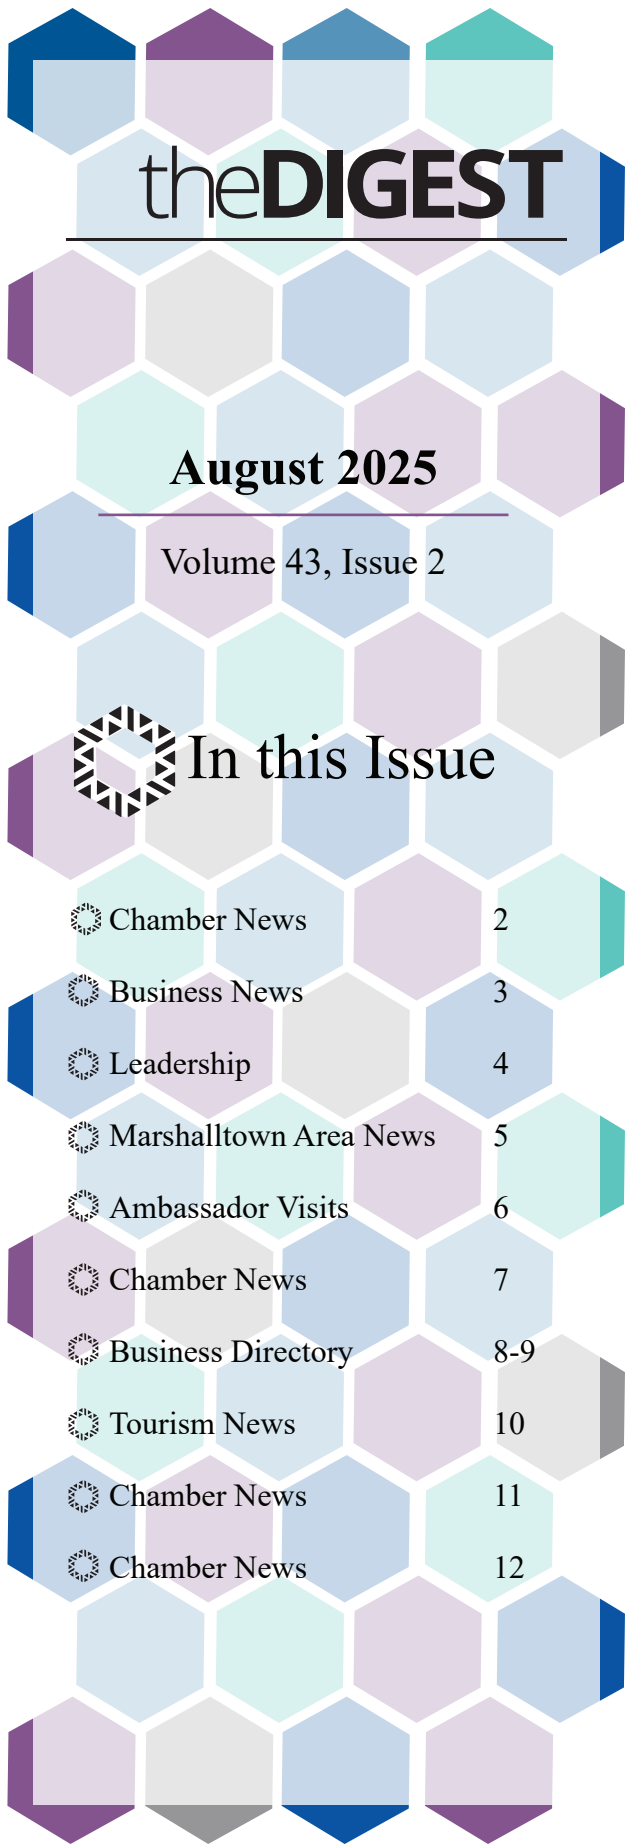 theDIGEST
August 2025
Volume 43, Issue 2
In this Issue
Chamber News 2
Business News 3
Leadership 4
Marshalltown Area News 5
Ambassador Visits 6
Chamber News 7
Business Directory 8-9
Tourism News 10
Chamber News 11
Chamber News 12